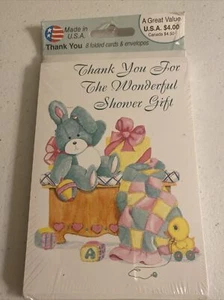 Made in
U.S.A.
A Great Value
U.S.A. $4.00
Thank You 8 folded cards & envelopes
Thank You For
The Wonderful
Shower Gift
A